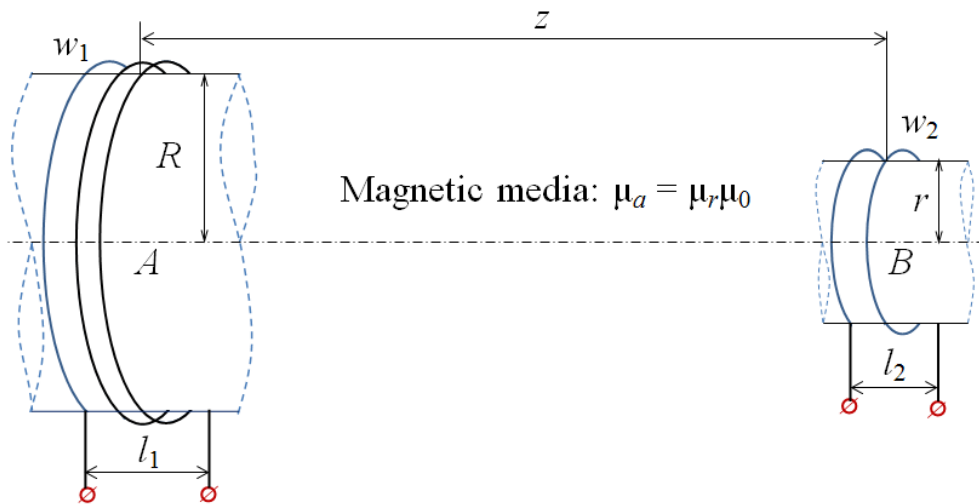 z
w₁
w₂
R
Magnetic media: μₐ = μᵣμ₀
r
A
B
l₁
l₂